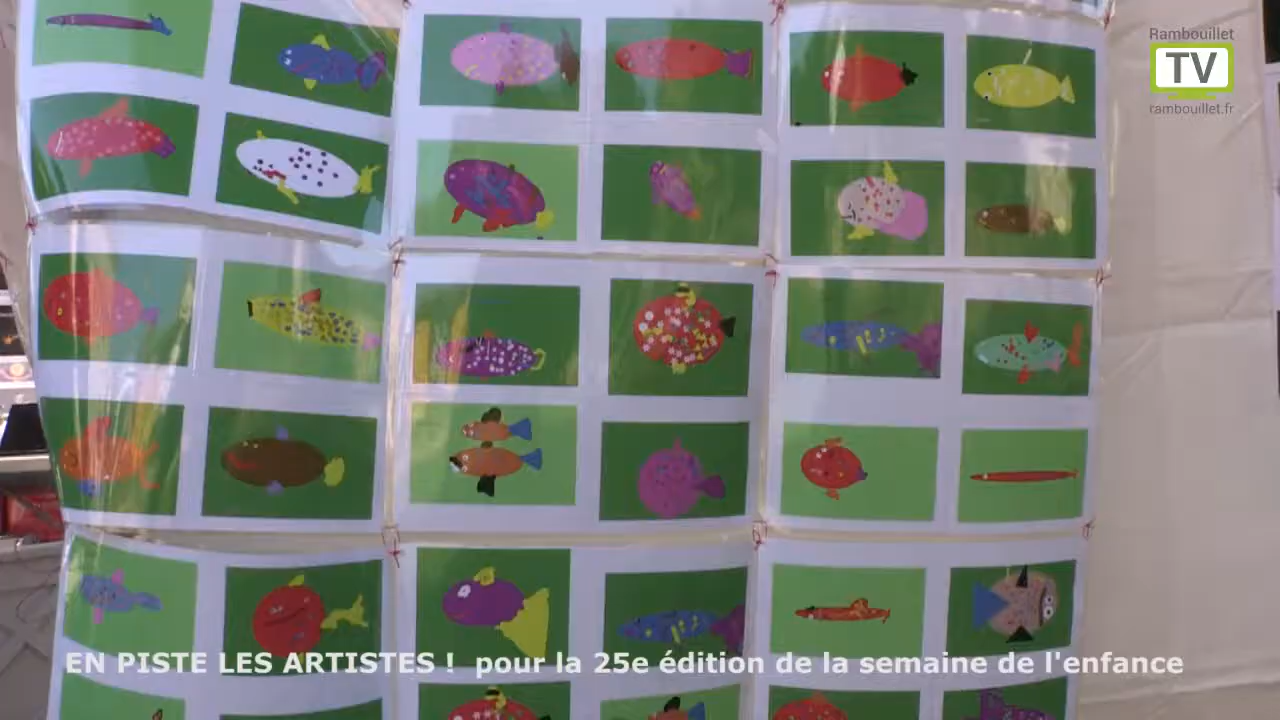 Rambouillet
TV
rambouillet.fr
EN PISTE LES ARTISTES ! pour la 25e édition de la semaine de l'enfance